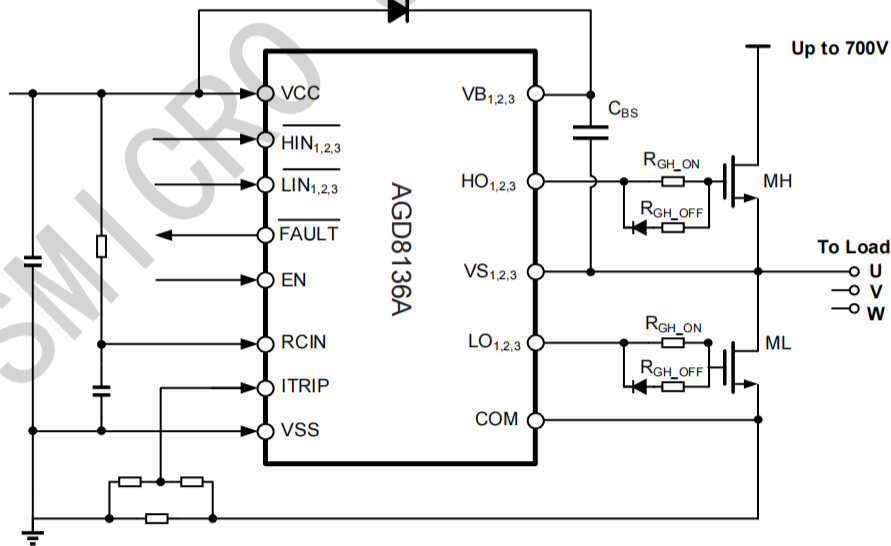 SMICRO
Up to 700V
VCC
VB1,2,3
CBS
HIN1,2,3
RGH_ON
LIN1,2,3
HO1,2,3
MH
RGH_OFF
AGD8136A
FAULT
To Load
EN
VS1,2,3
U
V
W
RGH_ON
RCIN
LO1,2,3
ML
RGH_OFF
ITRIP
COM
VSS